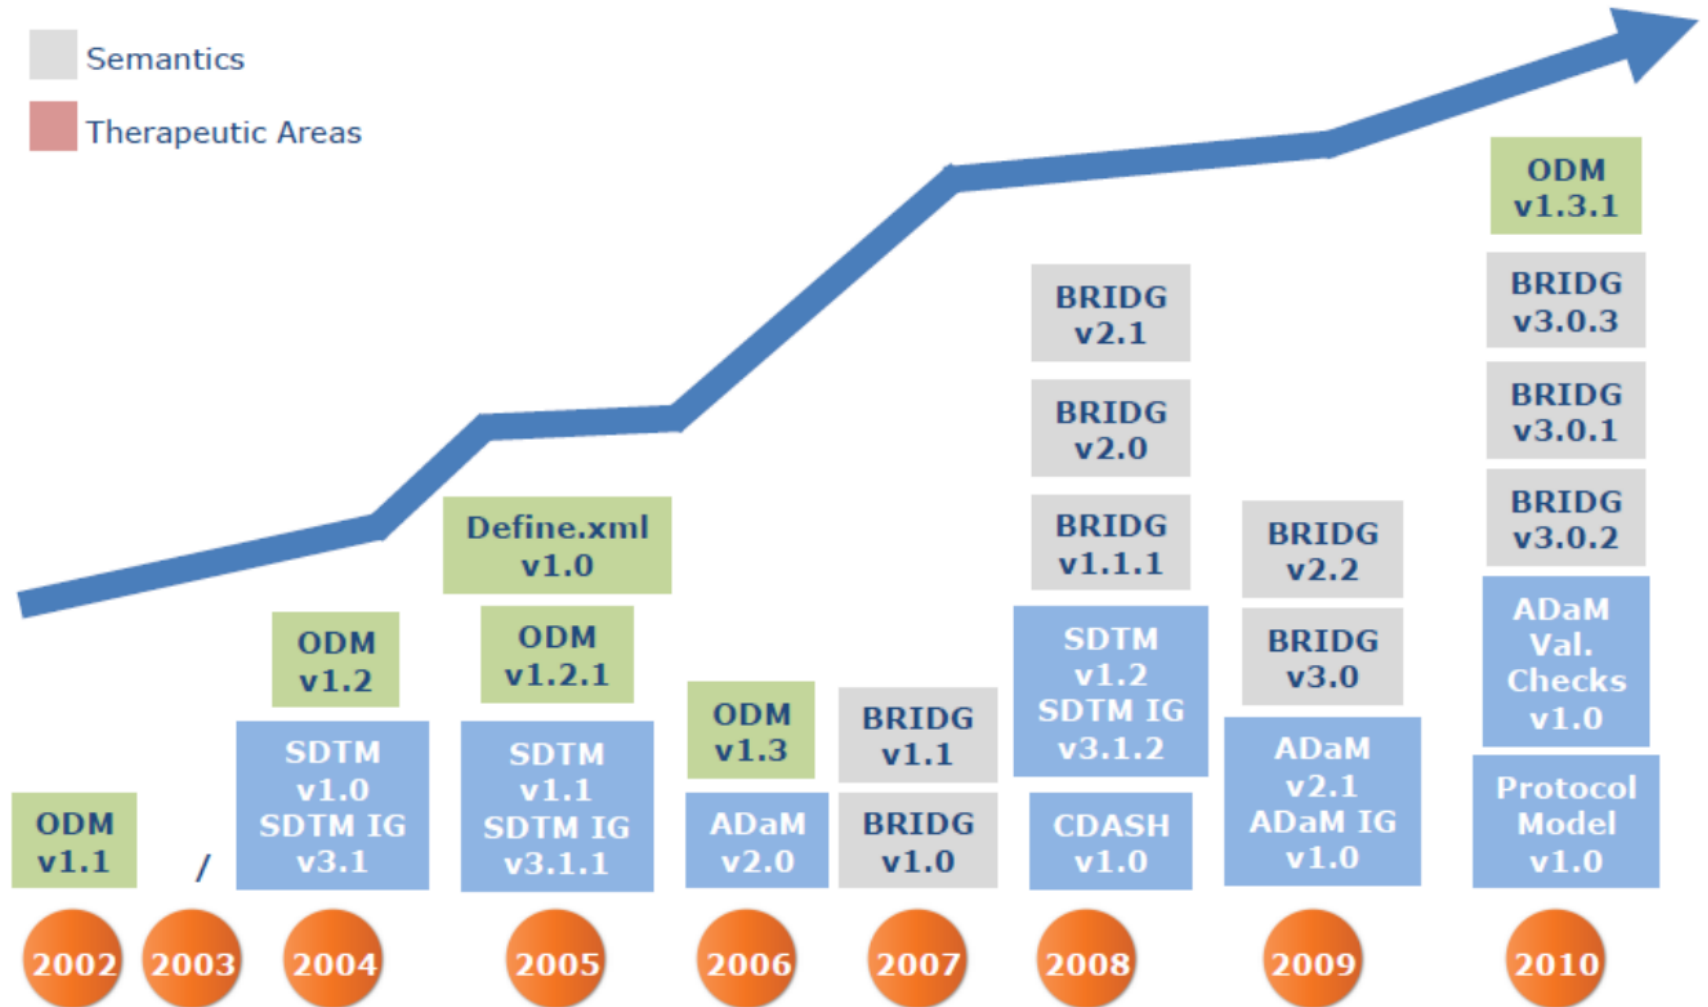 Semantics
Therapeutic Areas
ODM
v1.1
/
ODM
v1.2
SDTM
v1.0
SDTM IG
v3.1
Define.xml
v1.0
ODM
v1.2.1
SDTM
v1.1
SDTM IG
v3.1.1
ODM
v1.3
ADaM
v2.0
BRIDG
v1.1
BRIDG
v1.0
BRIDG
v2.1
BRIDG
v2.0
BRIDG
v1.1.1
SDTM
v1.2
SDTM IG
v3.1.2
CDASH
v1.0
BRIDG
v2.2
BRIDG
v3.0
ADaM
v2.1
ADaM IG
v1.0
ODM
v1.3.1
BRIDG
v3.0.3
BRIDG
v3.0.1
BRIDG
v3.0.2
ADaM
Val.
Checks
v1.0
Protocol
Model
v1.0
2002
2003
2004
2005
2006
2007
2008
2009
2010